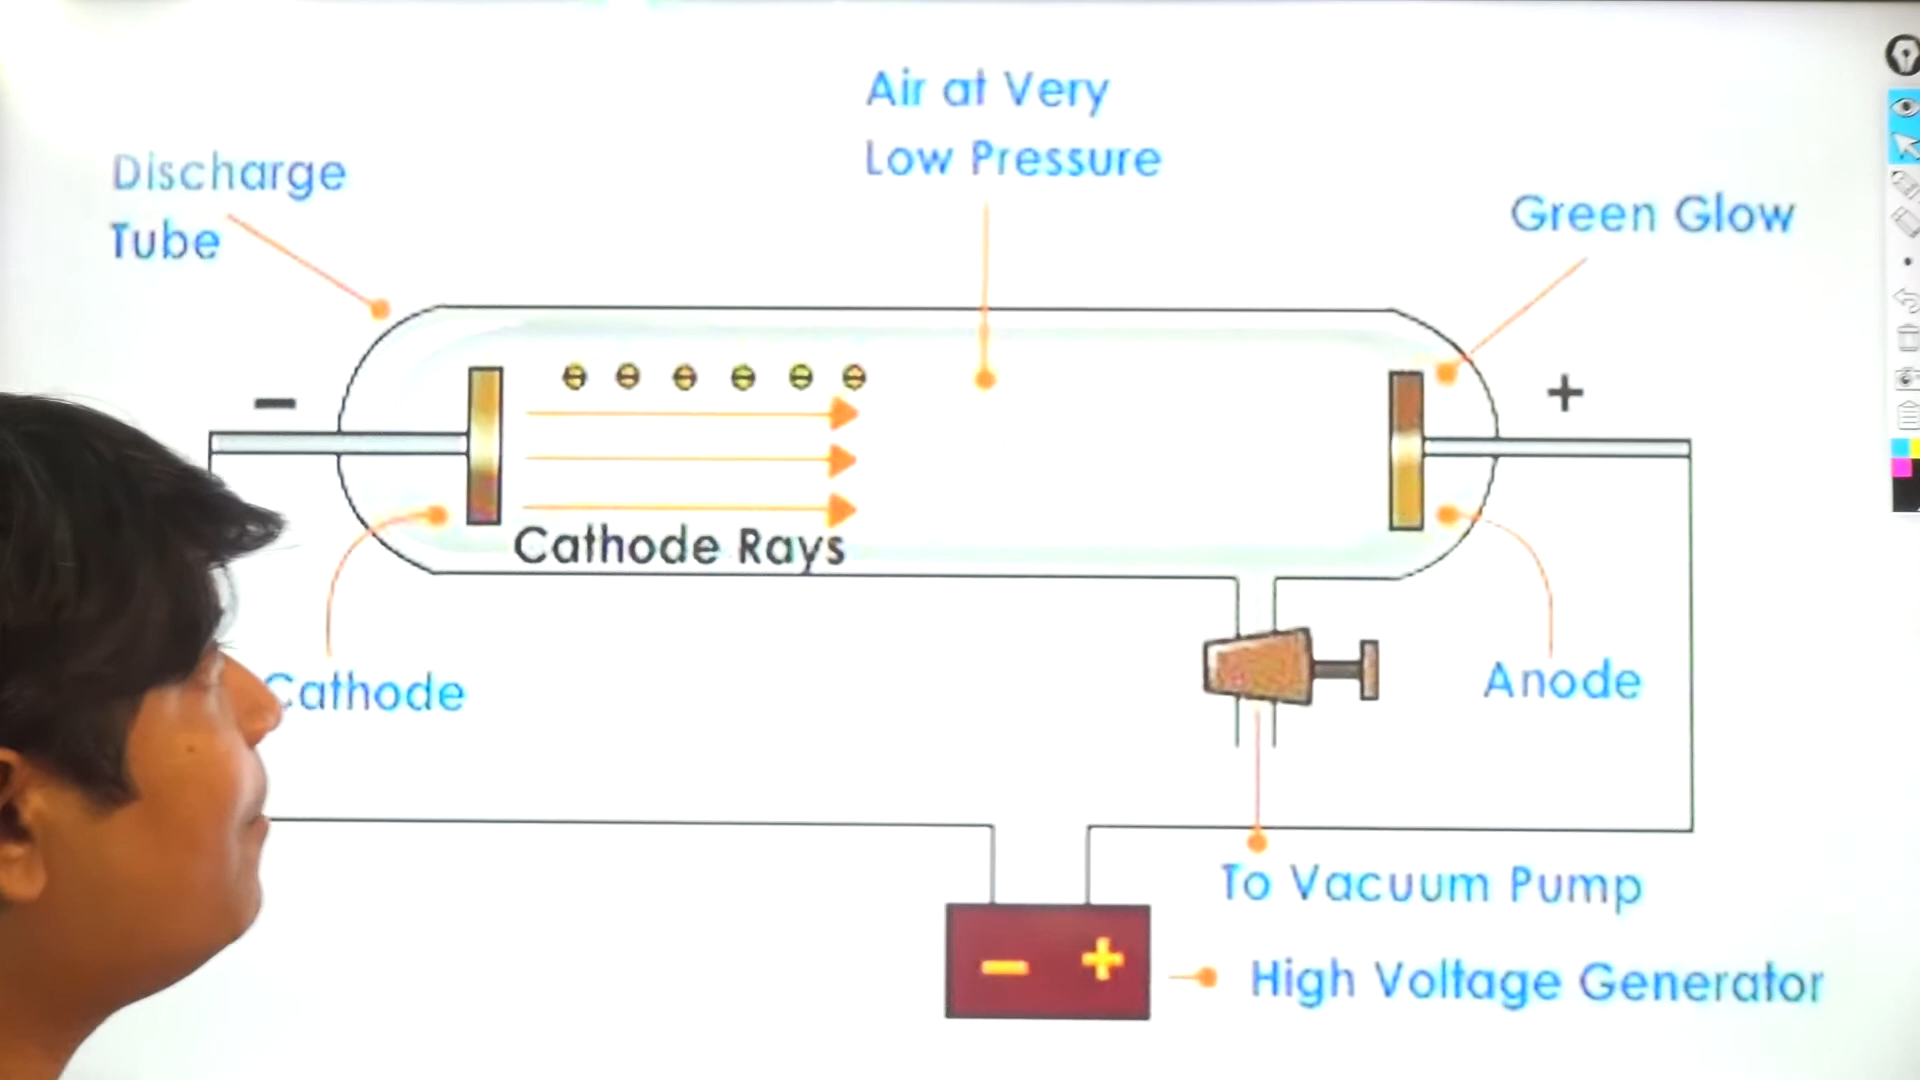 Air at Very
Low Pressure
Discharge
Tube
Green Glow
−
+
Cathode Rays
Cathode
Anode
To Vacuum Pump
− +
High Voltage Generator